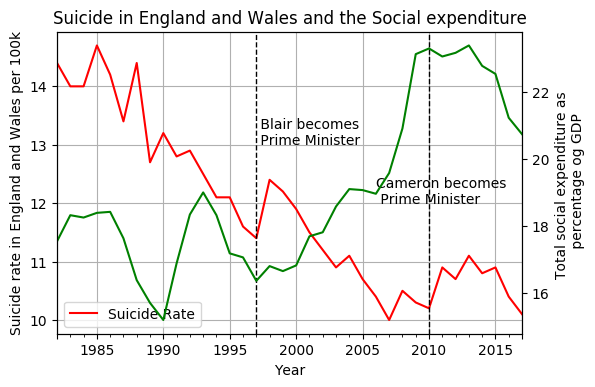 Suicide in England and Wales and the Social expenditure
Suicide rate in England and Wales per 100k
14
13
12
11
10
Blair becomes
Prime Minister
Cameron becomes
Prime Minister
Suicide Rate
22
20
18
16
Total social expenditure as
percentage og GDP
1985
1990
1995
2000
2005
2010
2015
Year